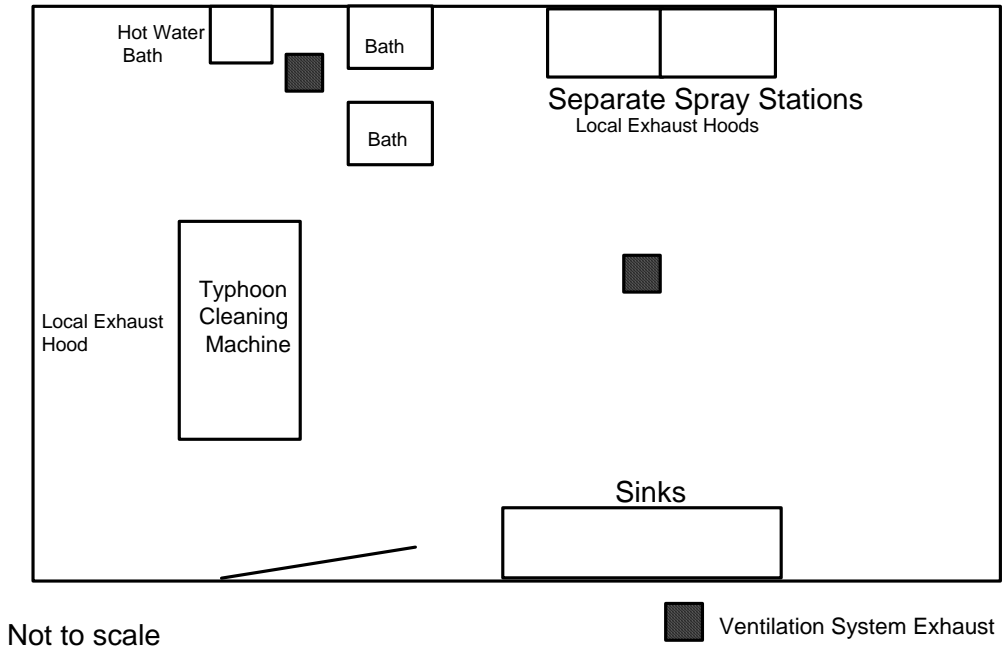 Hot Water
Bath
Bath
Bath
Separate Spray Stations
Local Exhaust Hoods
Typhoon
Cleaning
Machine
Local Exhaust
Hood
Sinks
Not to scale
Ventilation System Exhaust